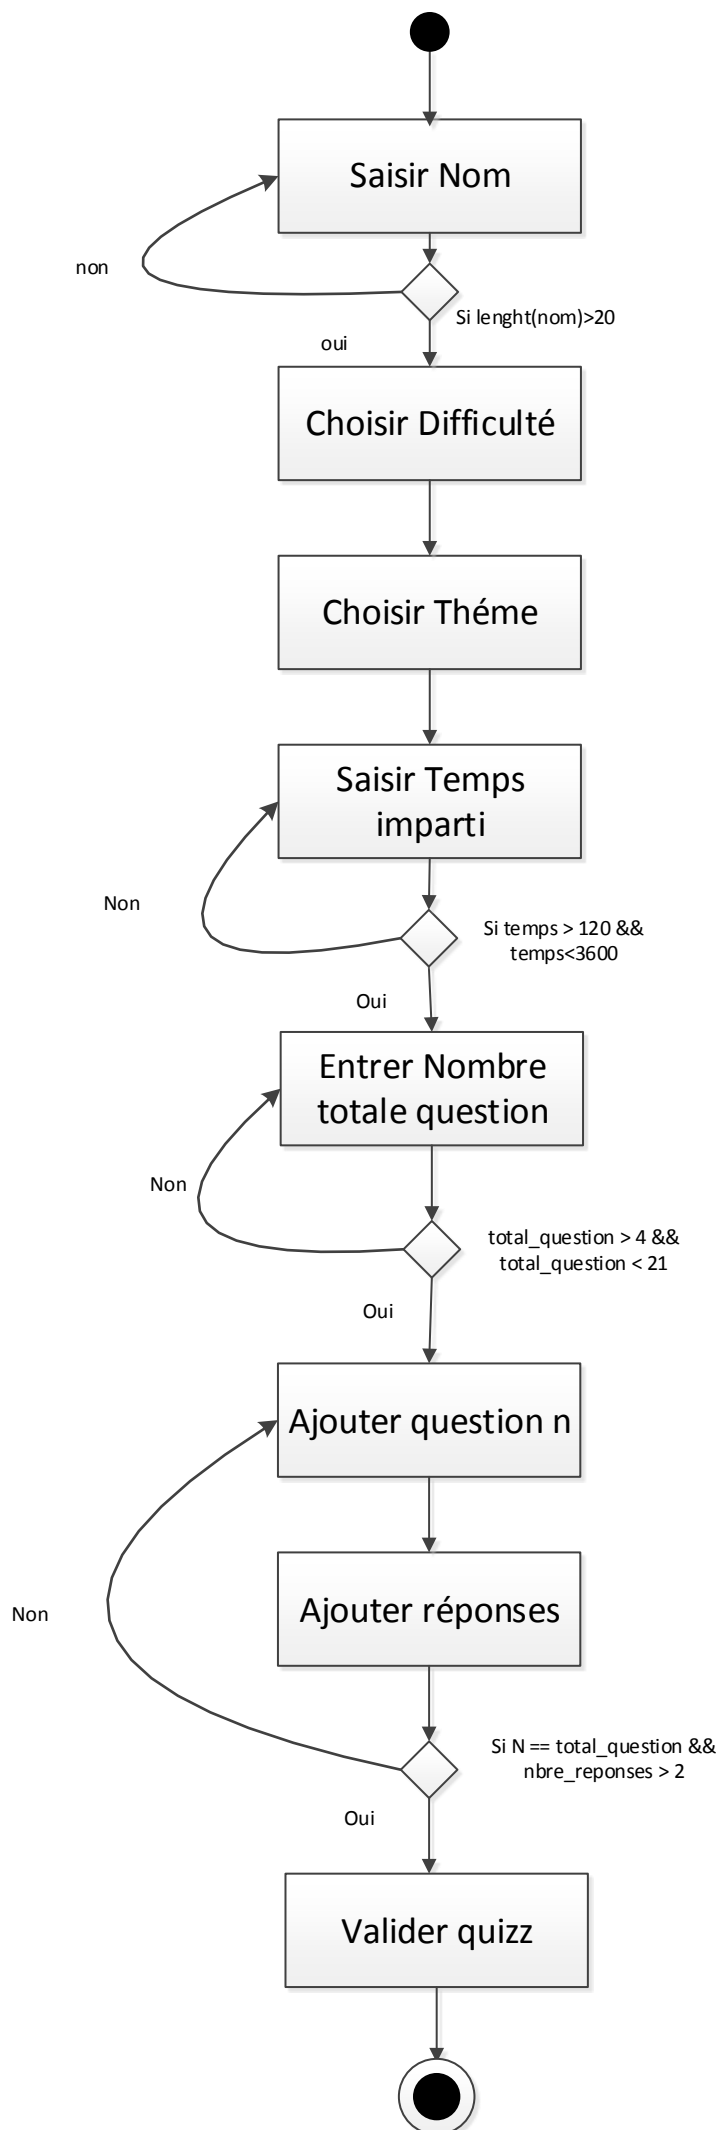 Saisir Nom
non
Si lenght(nom)>20
oui
Choisir Difficulté
Choisir Théme
Saisir Temps
imparti
Non
Si temps > 120 &&
temps<3600
Oui
Entrer Nombre
totale question
Non
total_question > 4 &&
total_question < 21
Oui
Ajouter question n
Ajouter réponses
Non
Si N == total_question &&
nbre_reponses > 2
Oui
Valider quizz